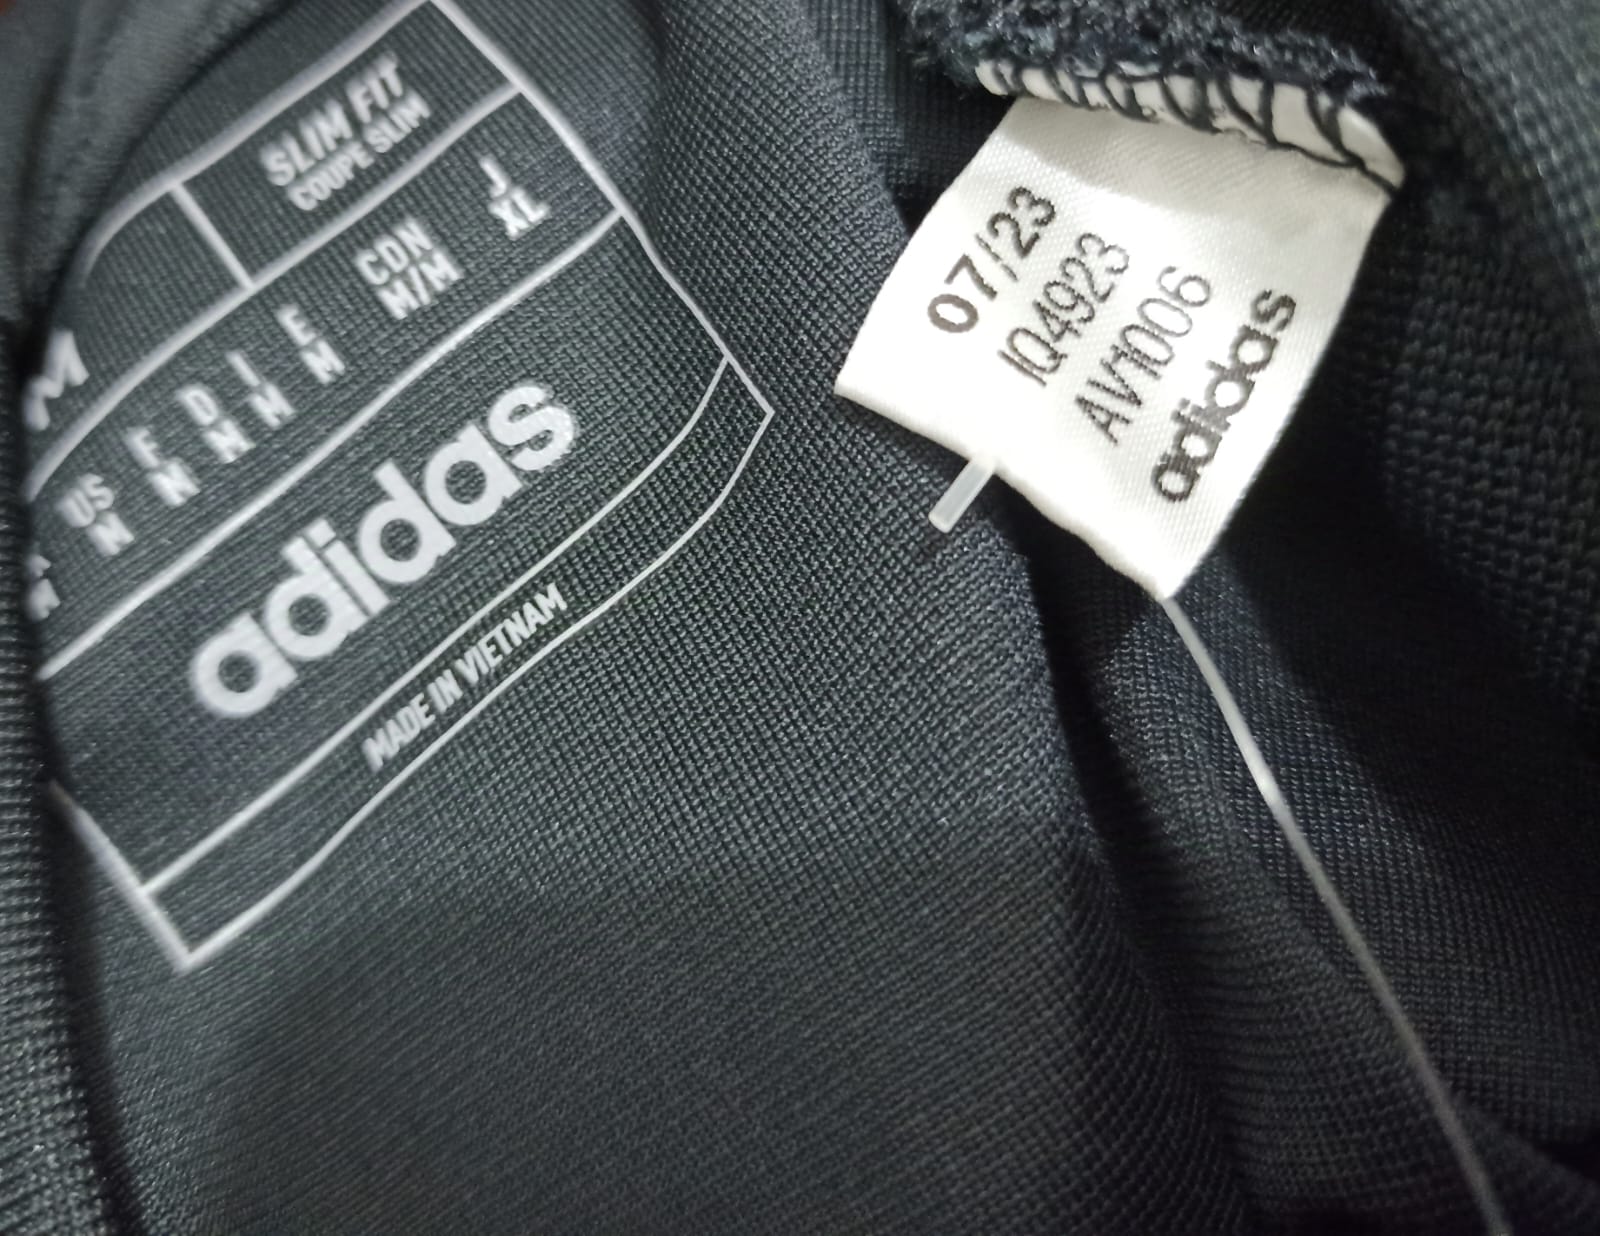 M
SLIM FIT
COUPE SLIM
US F D I E CDN J
M M M M M M/M XL
adidas
MADE IN VIETNAM
07/23
IQ4923
AV1006
adidas